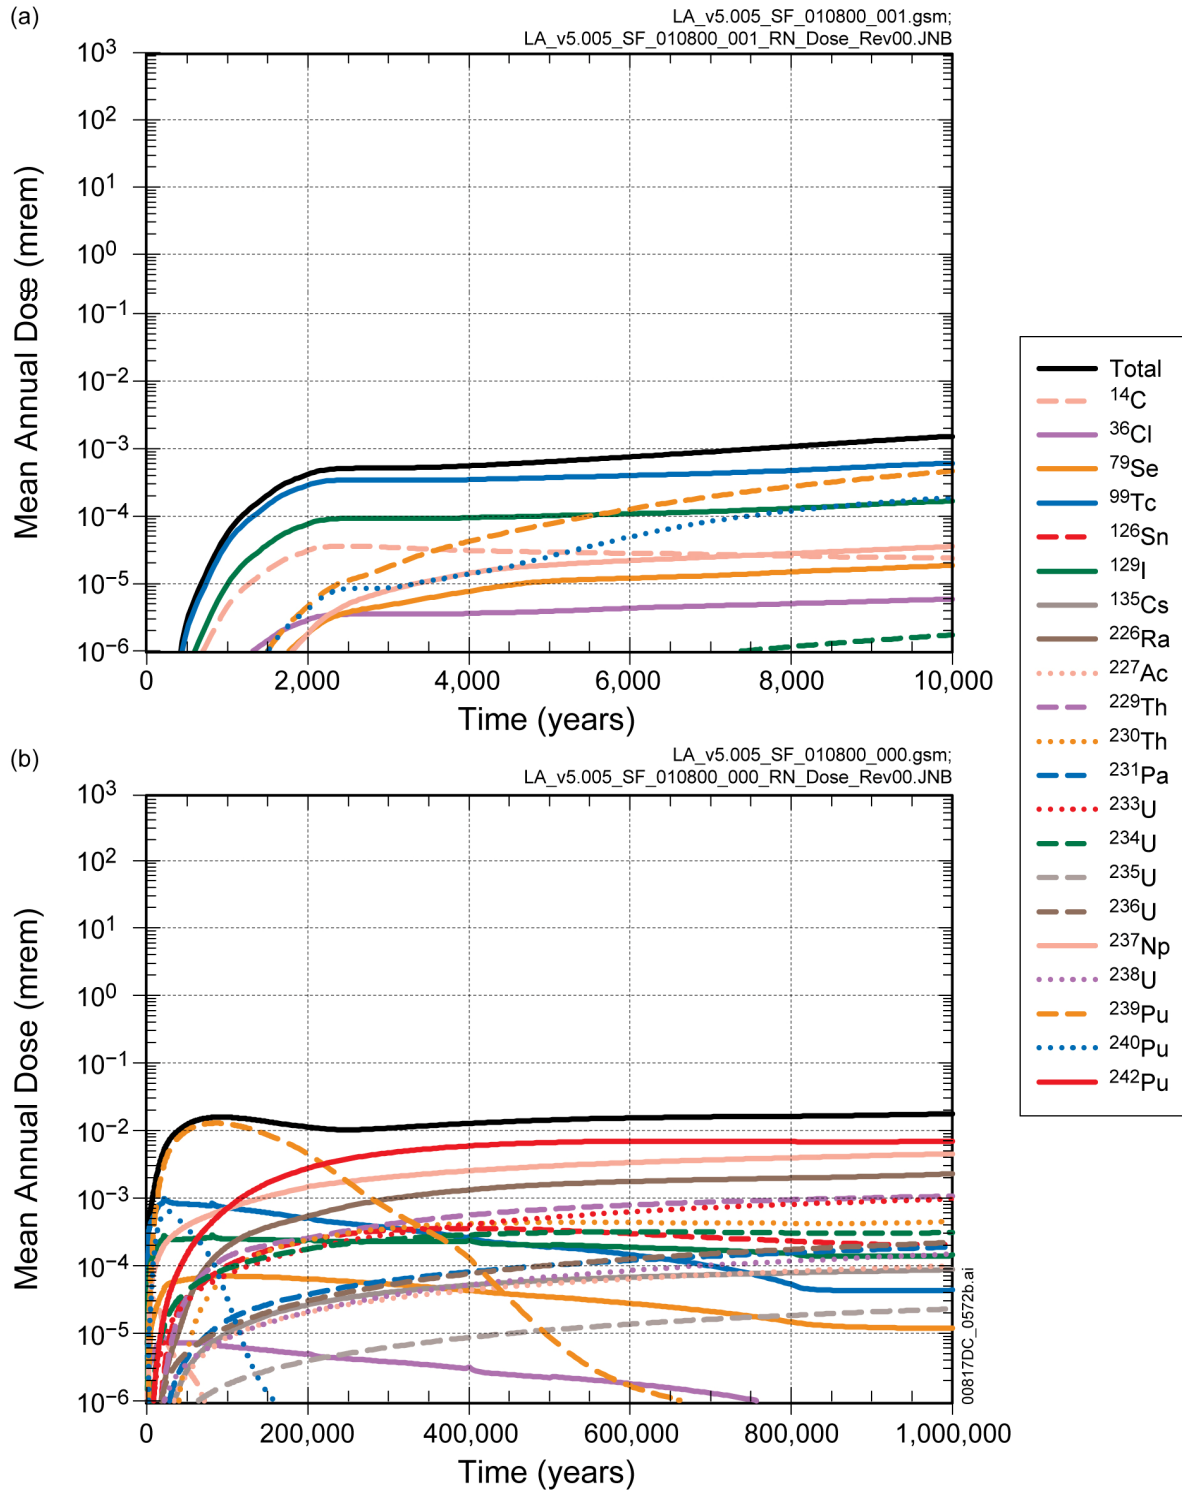 (a)
LA_v5.005_SF_010800_001.gsm;
LA_v5.005_SF_010800_001_RN_Dose_Rev00.JNB
10³
10²
10¹
10⁰
10⁻¹
10⁻²
10⁻³
10⁻⁴
10⁻⁵
10⁻⁶
Mean Annual Dose (mrem)
0 2,000 4,000 6,000 8,000 10,000
Time (years)
(b)
LA_v5.005_SF_010800_000.gsm;
LA_v5.005_SF_010800_000_RN_Dose_Rev00.JNB
10³
10²
10¹
10⁰
10⁻¹
10⁻²
10⁻³
10⁻⁴
10⁻⁵
10⁻⁶
Mean Annual Dose (mrem)
0 200,000 400,000 600,000 800,000 1,000,000
Time (years)
00817DC_0572b.ai
Total
¹⁴C
³⁶Cl
⁷⁹Se
⁹⁹Tc
¹²⁶Sn
¹²⁹I
¹³⁵Cs
²²⁶Ra
²²⁷Ac
²²⁹Th
²³⁰Th
²³¹Pa
²³³U
²³⁴U
²³⁵U
²³⁶U
²³⁷Np
²³⁸U
²³⁹Pu
²⁴⁰Pu
²⁴²Pu